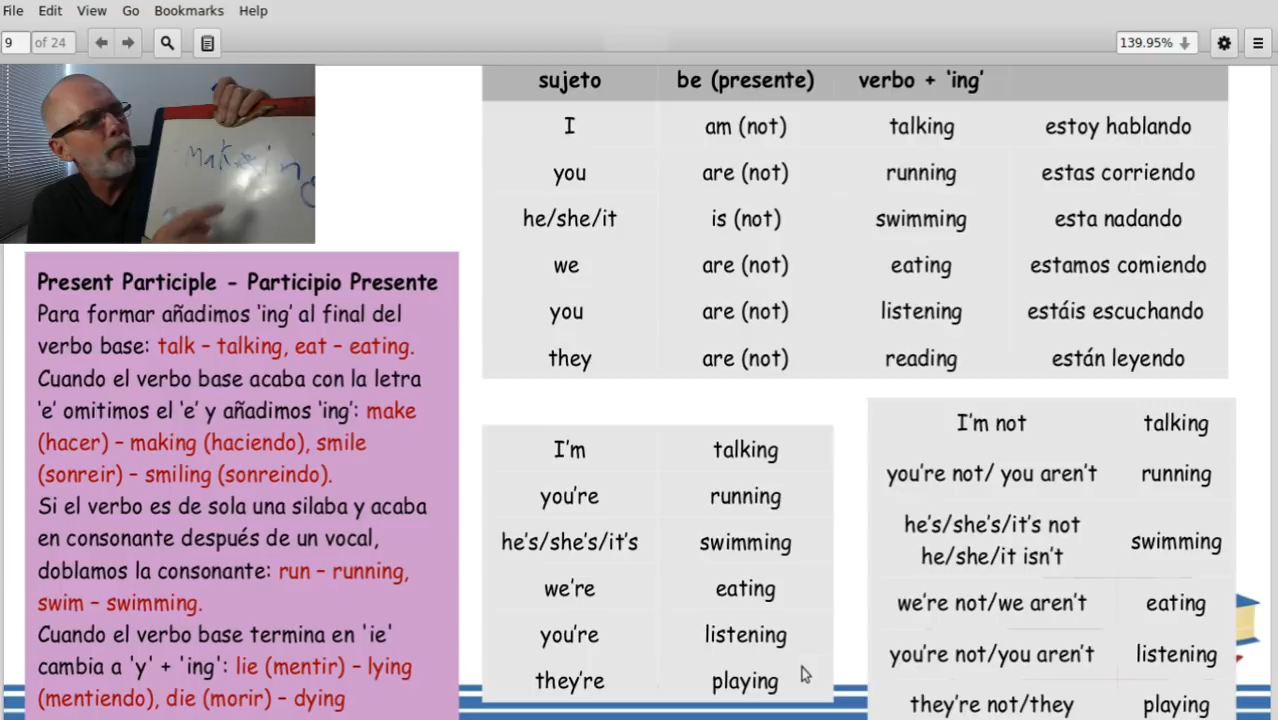 File Edit View Go Bookmarks Help
9 of 24 139.95%
Making
sujeto be (presente) verbo + 'ing'
I am (not) talking estoy hablando
you are (not) running estas corriendo
he/she/it is (not) swimming esta nadando
we are (not) eating estamos comiendo
you are (not) listening estáis escuchando
they are (not) reading están leyendo
Present Participle - Participio Presente
Para formar añadimos 'ing' al final del
verbo base: talk – talking, eat – eating.
Cuando el verbo base acaba con la letra
'e' omitimos el 'e' y añadimos 'ing': make
(hacer) – making (haciendo), smile
(sonreir) – smiling (sonreindo).
Si el verbo es de sola una silaba y acaba
en consonante después de un vocal,
doblamos la consonante: run – running,
swim – swimming.
Cuando el verbo base termina en 'ie'
cambia a 'y' + 'ing': lie (mentir) – lying
(mentiendo), die (morir) – dying
I'm talking
you're running
he's/she's/it's swimming
we're eating
you're listening
they're playing
I'm not talking
you're not/ you aren't running
he's/she's/it's not
he/she/it isn't swimming
we're not/we aren't eating
you're not/you aren't listening
they're not/they playing